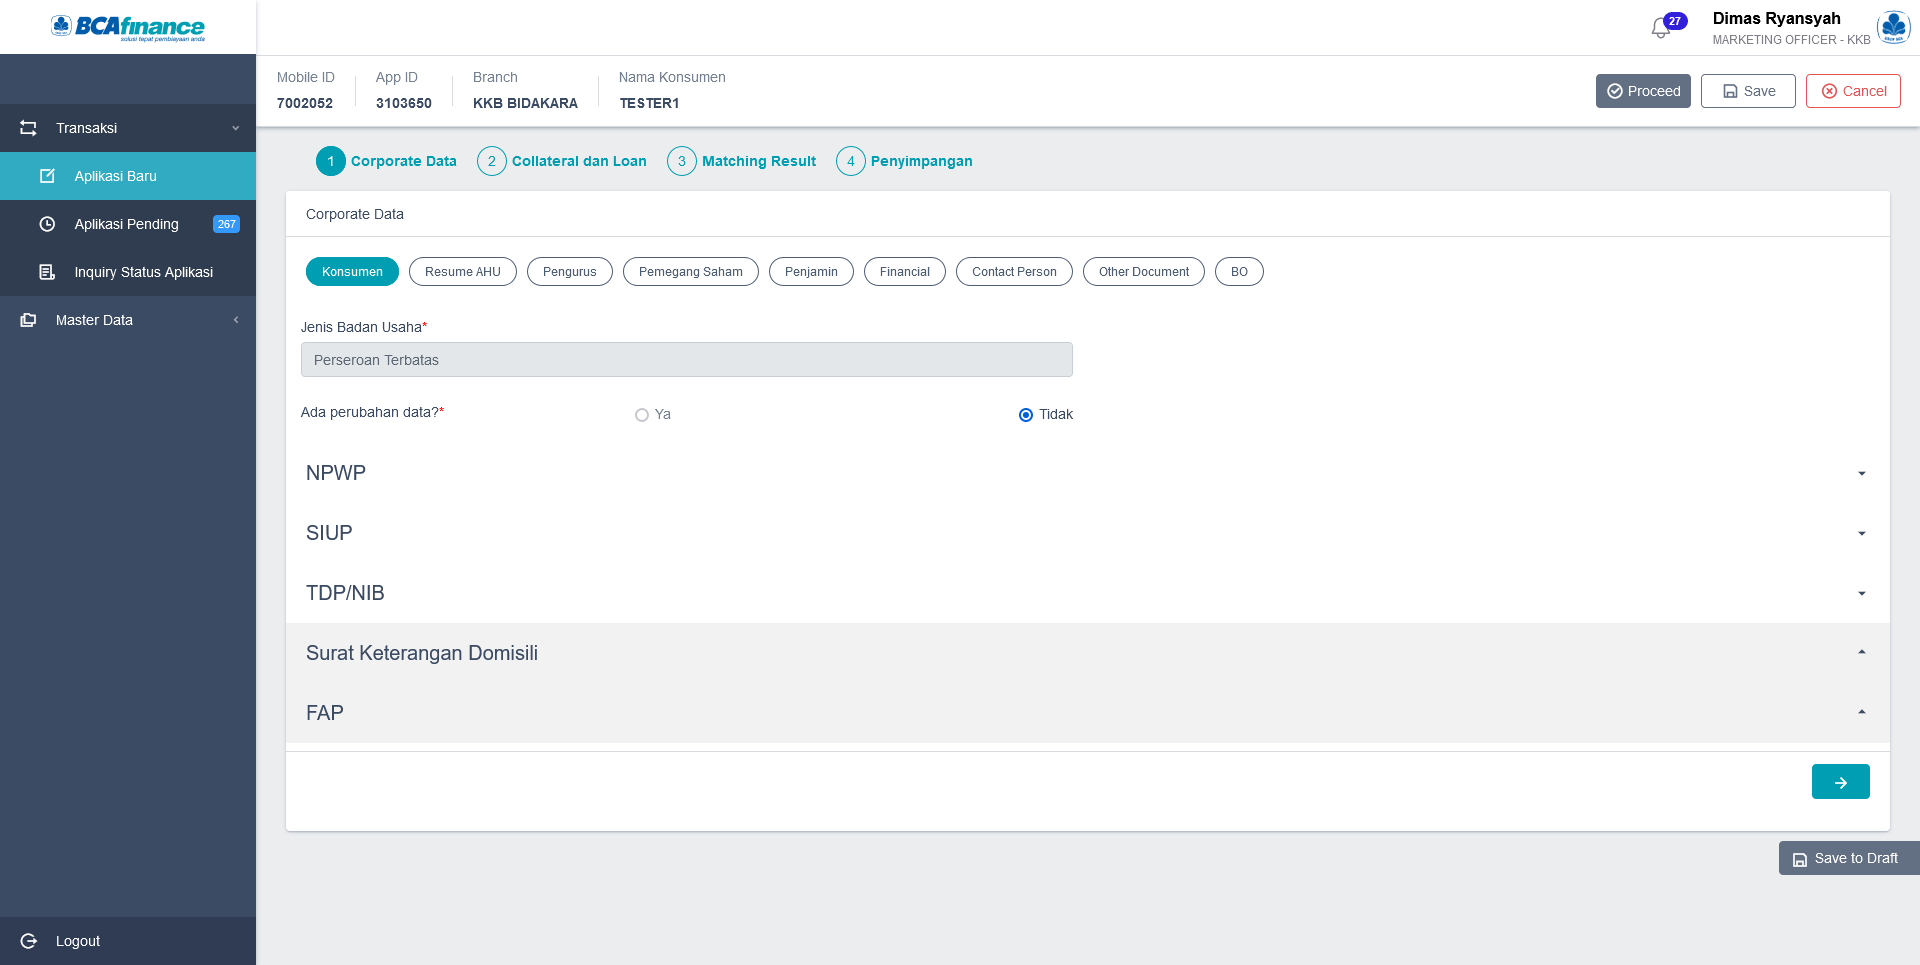 BCAfinance
solusi tepat pembiayaan anda
27
Dimas Ryansyah
MARKETING OFFICER - KKB
Mobile ID
7002052
App ID
3103650
Branch
KKB BIDAKARA
Nama Konsumen
TESTER1
Proceed
Save
Cancel
Transaksi
Aplikasi Baru
Aplikasi Pending 267
Inquiry Status Aplikasi
Master Data
Logout
1 Corporate Data
2 Collateral dan Loan
3 Matching Result
4 Penyimpangan
Corporate Data
Konsumen
Resume AHU
Pengurus
Pemegang Saham
Penjamin
Financial
Contact Person
Other Document
BO
Jenis Badan Usaha*
Perseroan Terbatas
Ada perubahan data?*
Ya
Tidak
NPWP
SIUP
TDP/NIB
Surat Keterangan Domisili
FAP
Save to Draft